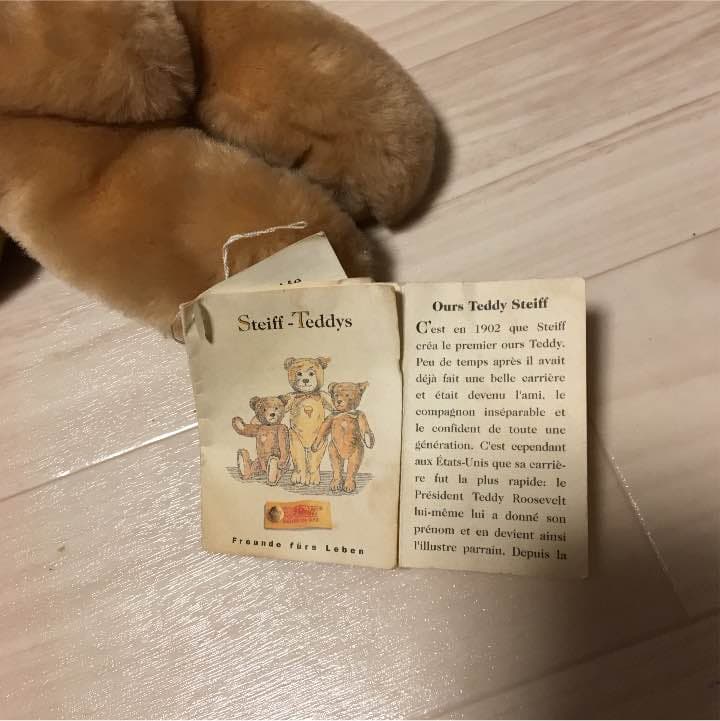 Steiff-Teddys
Freunde fürs Leben
Ours Teddy Steiff
C'est en 1902 que Steiff
créa le premier ours Teddy.
Peu de temps après il avait
déjà fait une belle carrière
et était devenu l'ami, le
compagnon inséparable et
le confident de toute une
génération. C'est cependant
aux États-Unis que sa carriè-
re fut la plus rapide: le
Président Teddy Roosevelt
lui-même lui a donné son
prénom et en devient ainsi
l'illustre parrain. Depuis la